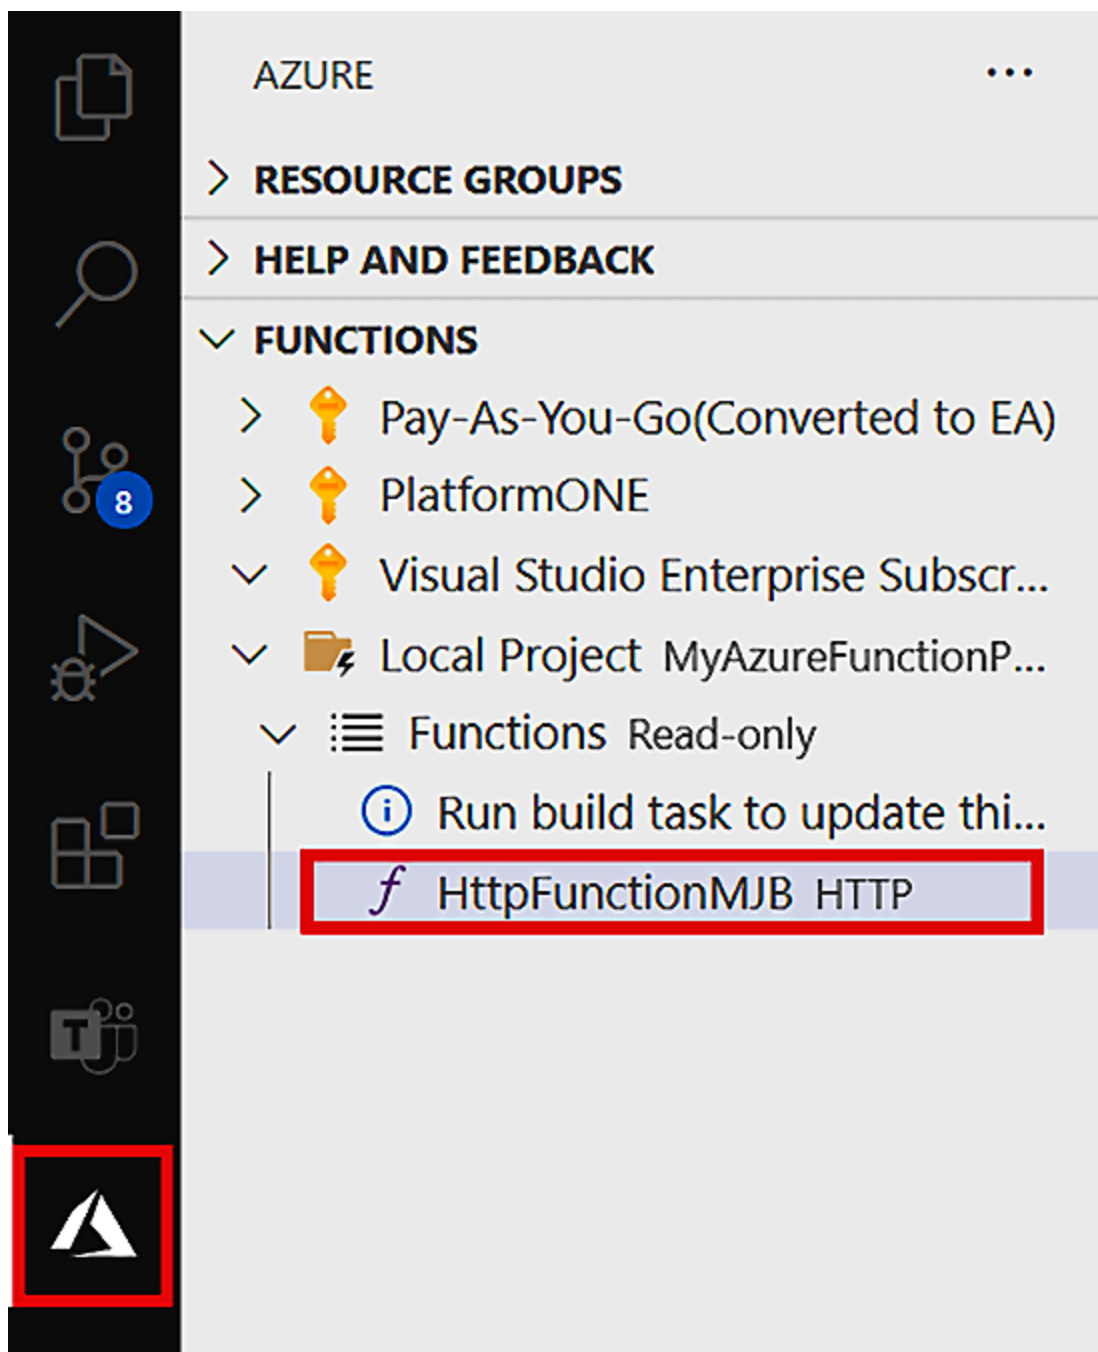 AZURE
RESOURCE GROUPS
HELP AND FEEDBACK
FUNCTIONS
Pay-As-You-Go(Converted to EA)
PlatformONE
8
Visual Studio Enterprise Subscr...
Local Project MyAzureFunctionP...
Functions Read-only
Run build task to update thi...
HttpFunctionMJB HTTP
T